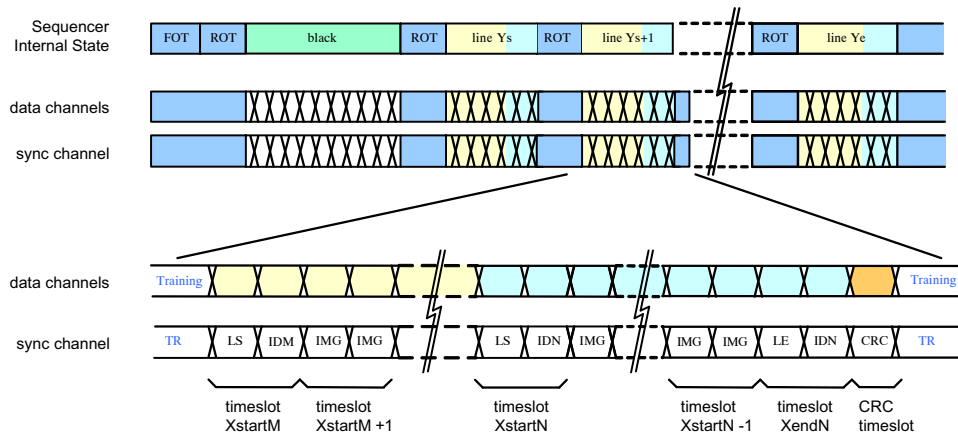 Sequencer
Internal State
FOT ROT black ROT line Ys ROT line Ys+1 ROT line Ye
data channels
sync channel
data channels Training Training
sync channel TR LS IDM IMG IMG LS IDN IMG IMG IMG LE IDN CRC TR
timeslot timeslot timeslot timeslot timeslot CRC
XstartM XstartM +1 XstartN XstartN -1 XendN timeslot